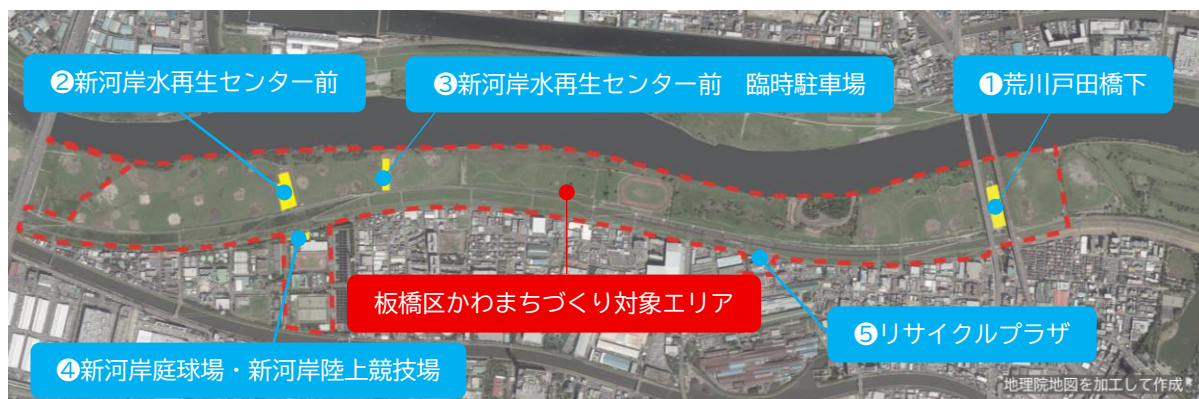 ❷新河岸水再生センター前
❸新河岸水再生センター前　臨時駐車場
❶荒川戸田橋下
板橋区かわまちづくり対象エリア
❺リサイクルプラザ
❹新河岸庭球場・新河岸陸上競技場
地理院地図を加工して作成